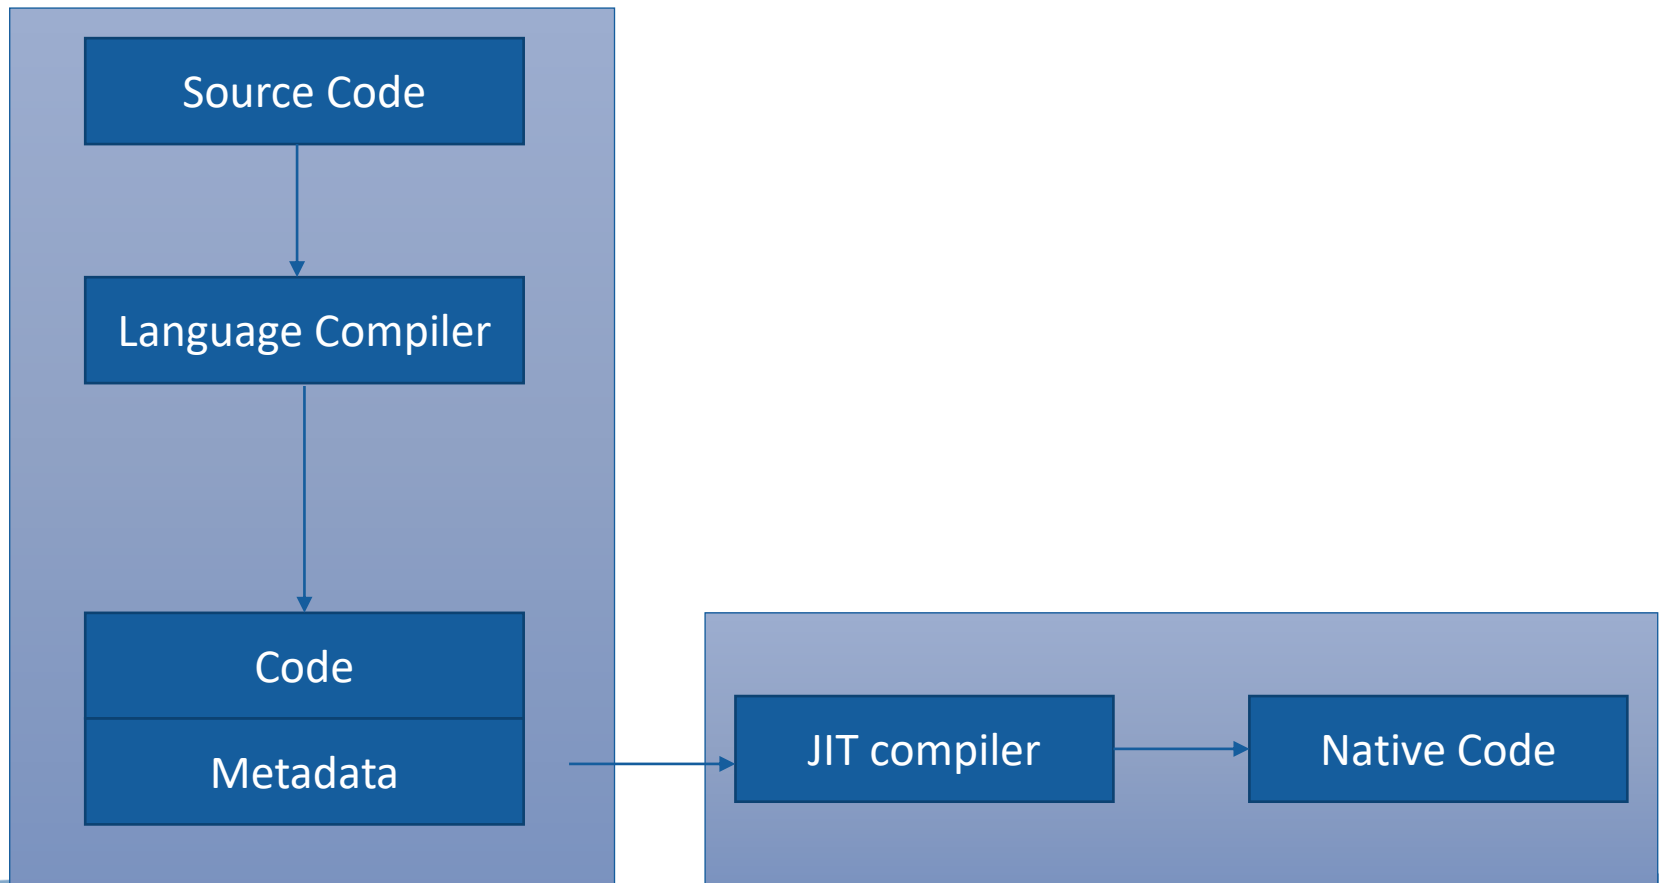 Source Code
Language Compiler
Code
Metadata
JIT compiler
Native Code